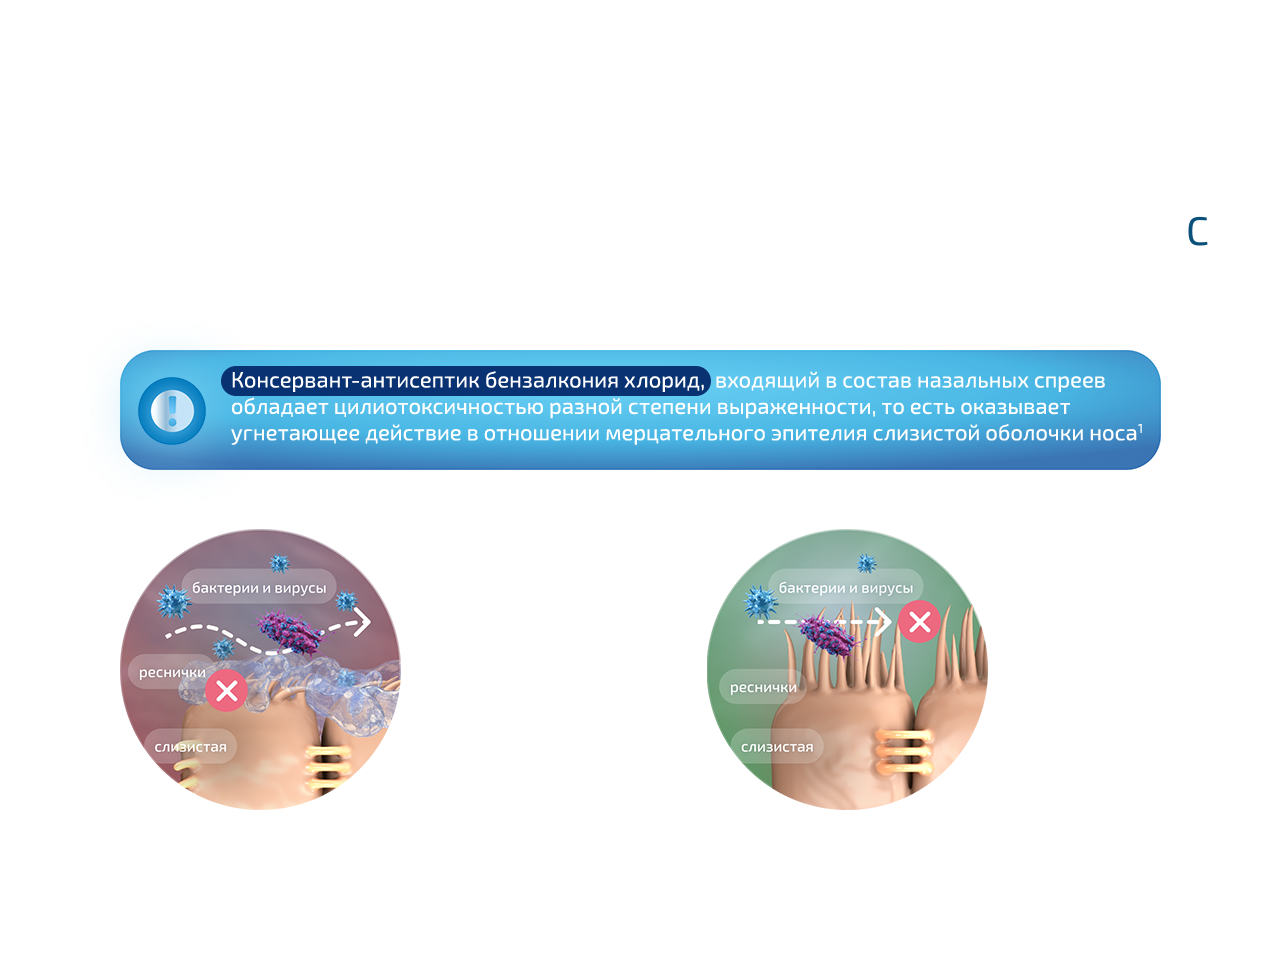 С
Консервант-антисептик бензалкония хлорид, входящий в состав назальных спреев
обладает цилиотоксичностью разной степени выраженности, то есть оказывает
угнетающее действие в отношении мерцательного эпителия слизистой оболочки носа¹
бактерии и вирусы
реснички
слизистая
бактерии и вирусы
реснички
слизистая